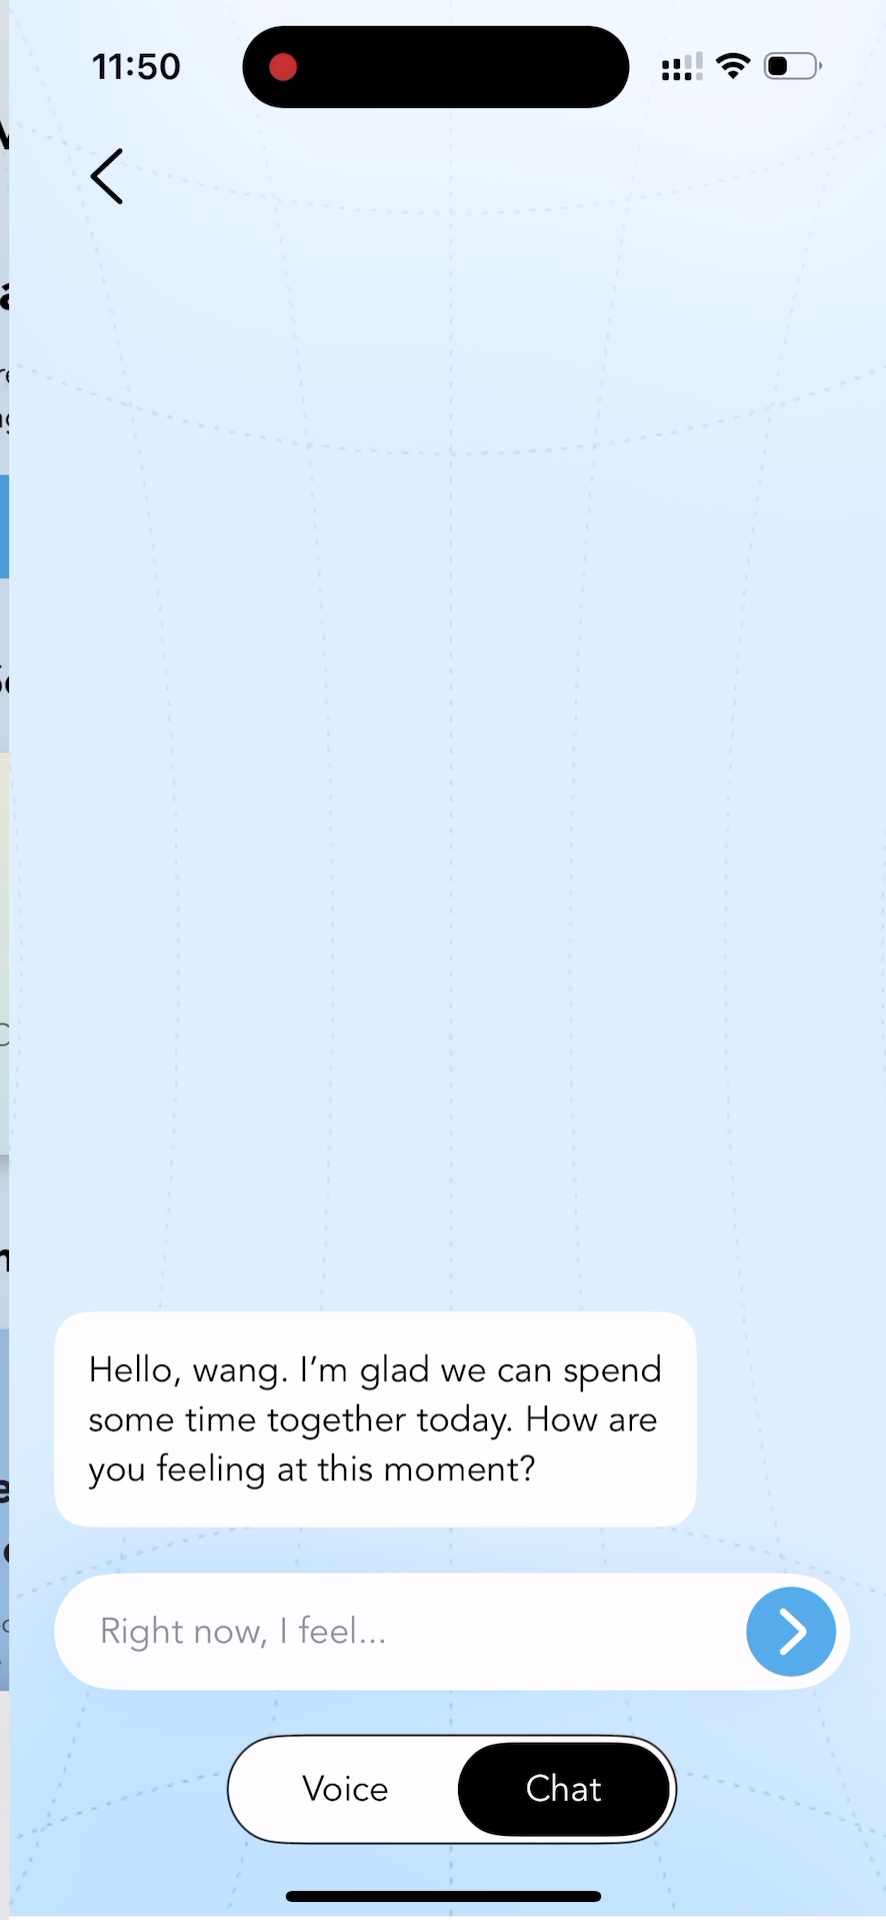 11:50
Hello, wang. I’m glad we can spend
some time together today. How are
you feeling at this moment?
Right now, I feel...
Voice
Chat